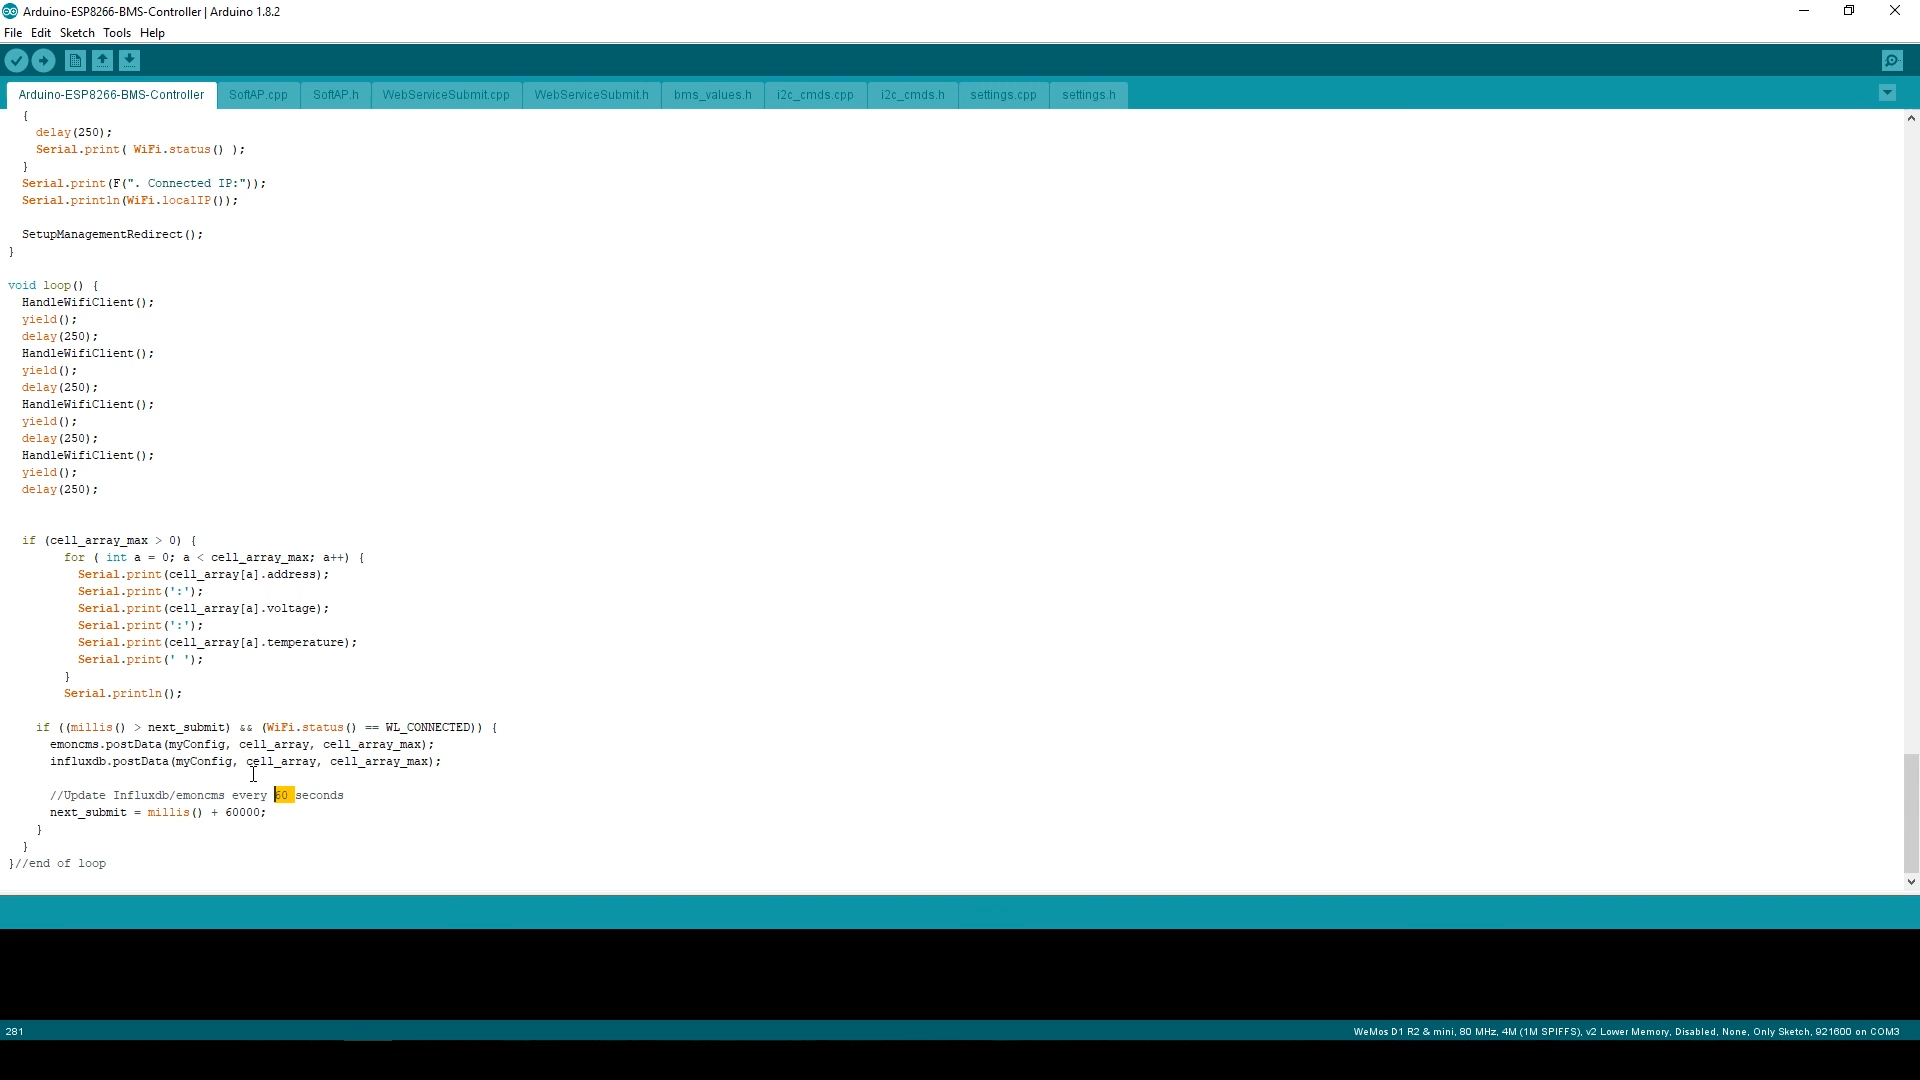 Arduino-ESP8266-BMS-Controller | Arduino 1.8.2
File Edit Sketch Tools Help
Arduino-ESP8266-BMS-Controller SoftAP.cpp SoftAP.h WebServiceSubmit.cpp WebServiceSubmit.h bms_values.h i2c_cmds.cpp i2c_cmds.h settings.cpp settings.h
{
delay(250);
Serial.print( WiFi.status() );
}
Serial.print(F(". Connected IP:"));
Serial.println(WiFi.localIP());
SetupManagementRedirect();
}
void loop() {
HandleWifiClient();
yield();
delay(250);
HandleWifiClient();
yield();
delay(250);
HandleWifiClient();
yield();
delay(250);
HandleWifiClient();
yield();
delay(250);
if (cell_array_max > 0) {
for ( int a = 0; a < cell_array_max; a++) {
Serial.print(cell_array[a].address);
Serial.print(':');
Serial.print(cell_array[a].voltage);
Serial.print(':');
Serial.print(cell_array[a].temperature);
Serial.print(' ');
}
Serial.println();
if ((millis() > next_submit) && (WiFi.status() == WL_CONNECTED)) {
emoncms.postData(myConfig, cell_array, cell_array_max);
influxdb.postData(myConfig, cell_array, cell_array_max);
//Update Influxdb/emoncms every 60 seconds
next_submit = millis() + 60000;
}
}
}//end of loop
281 WeMos D1 R2 & mini, 80 MHz, 4M (1M SPIFFS), v2 Lower Memory, Disabled, None, Only Sketch, 921600 on COM3